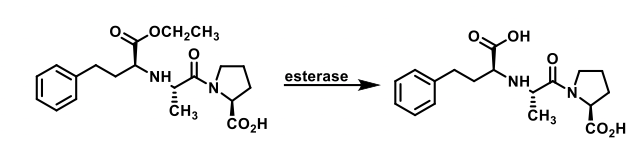 O OCH₂CH₃
O OH
O
O
NH
NH
N
N
esterase
CH₃
CH₃
CO₂H
CO₂H